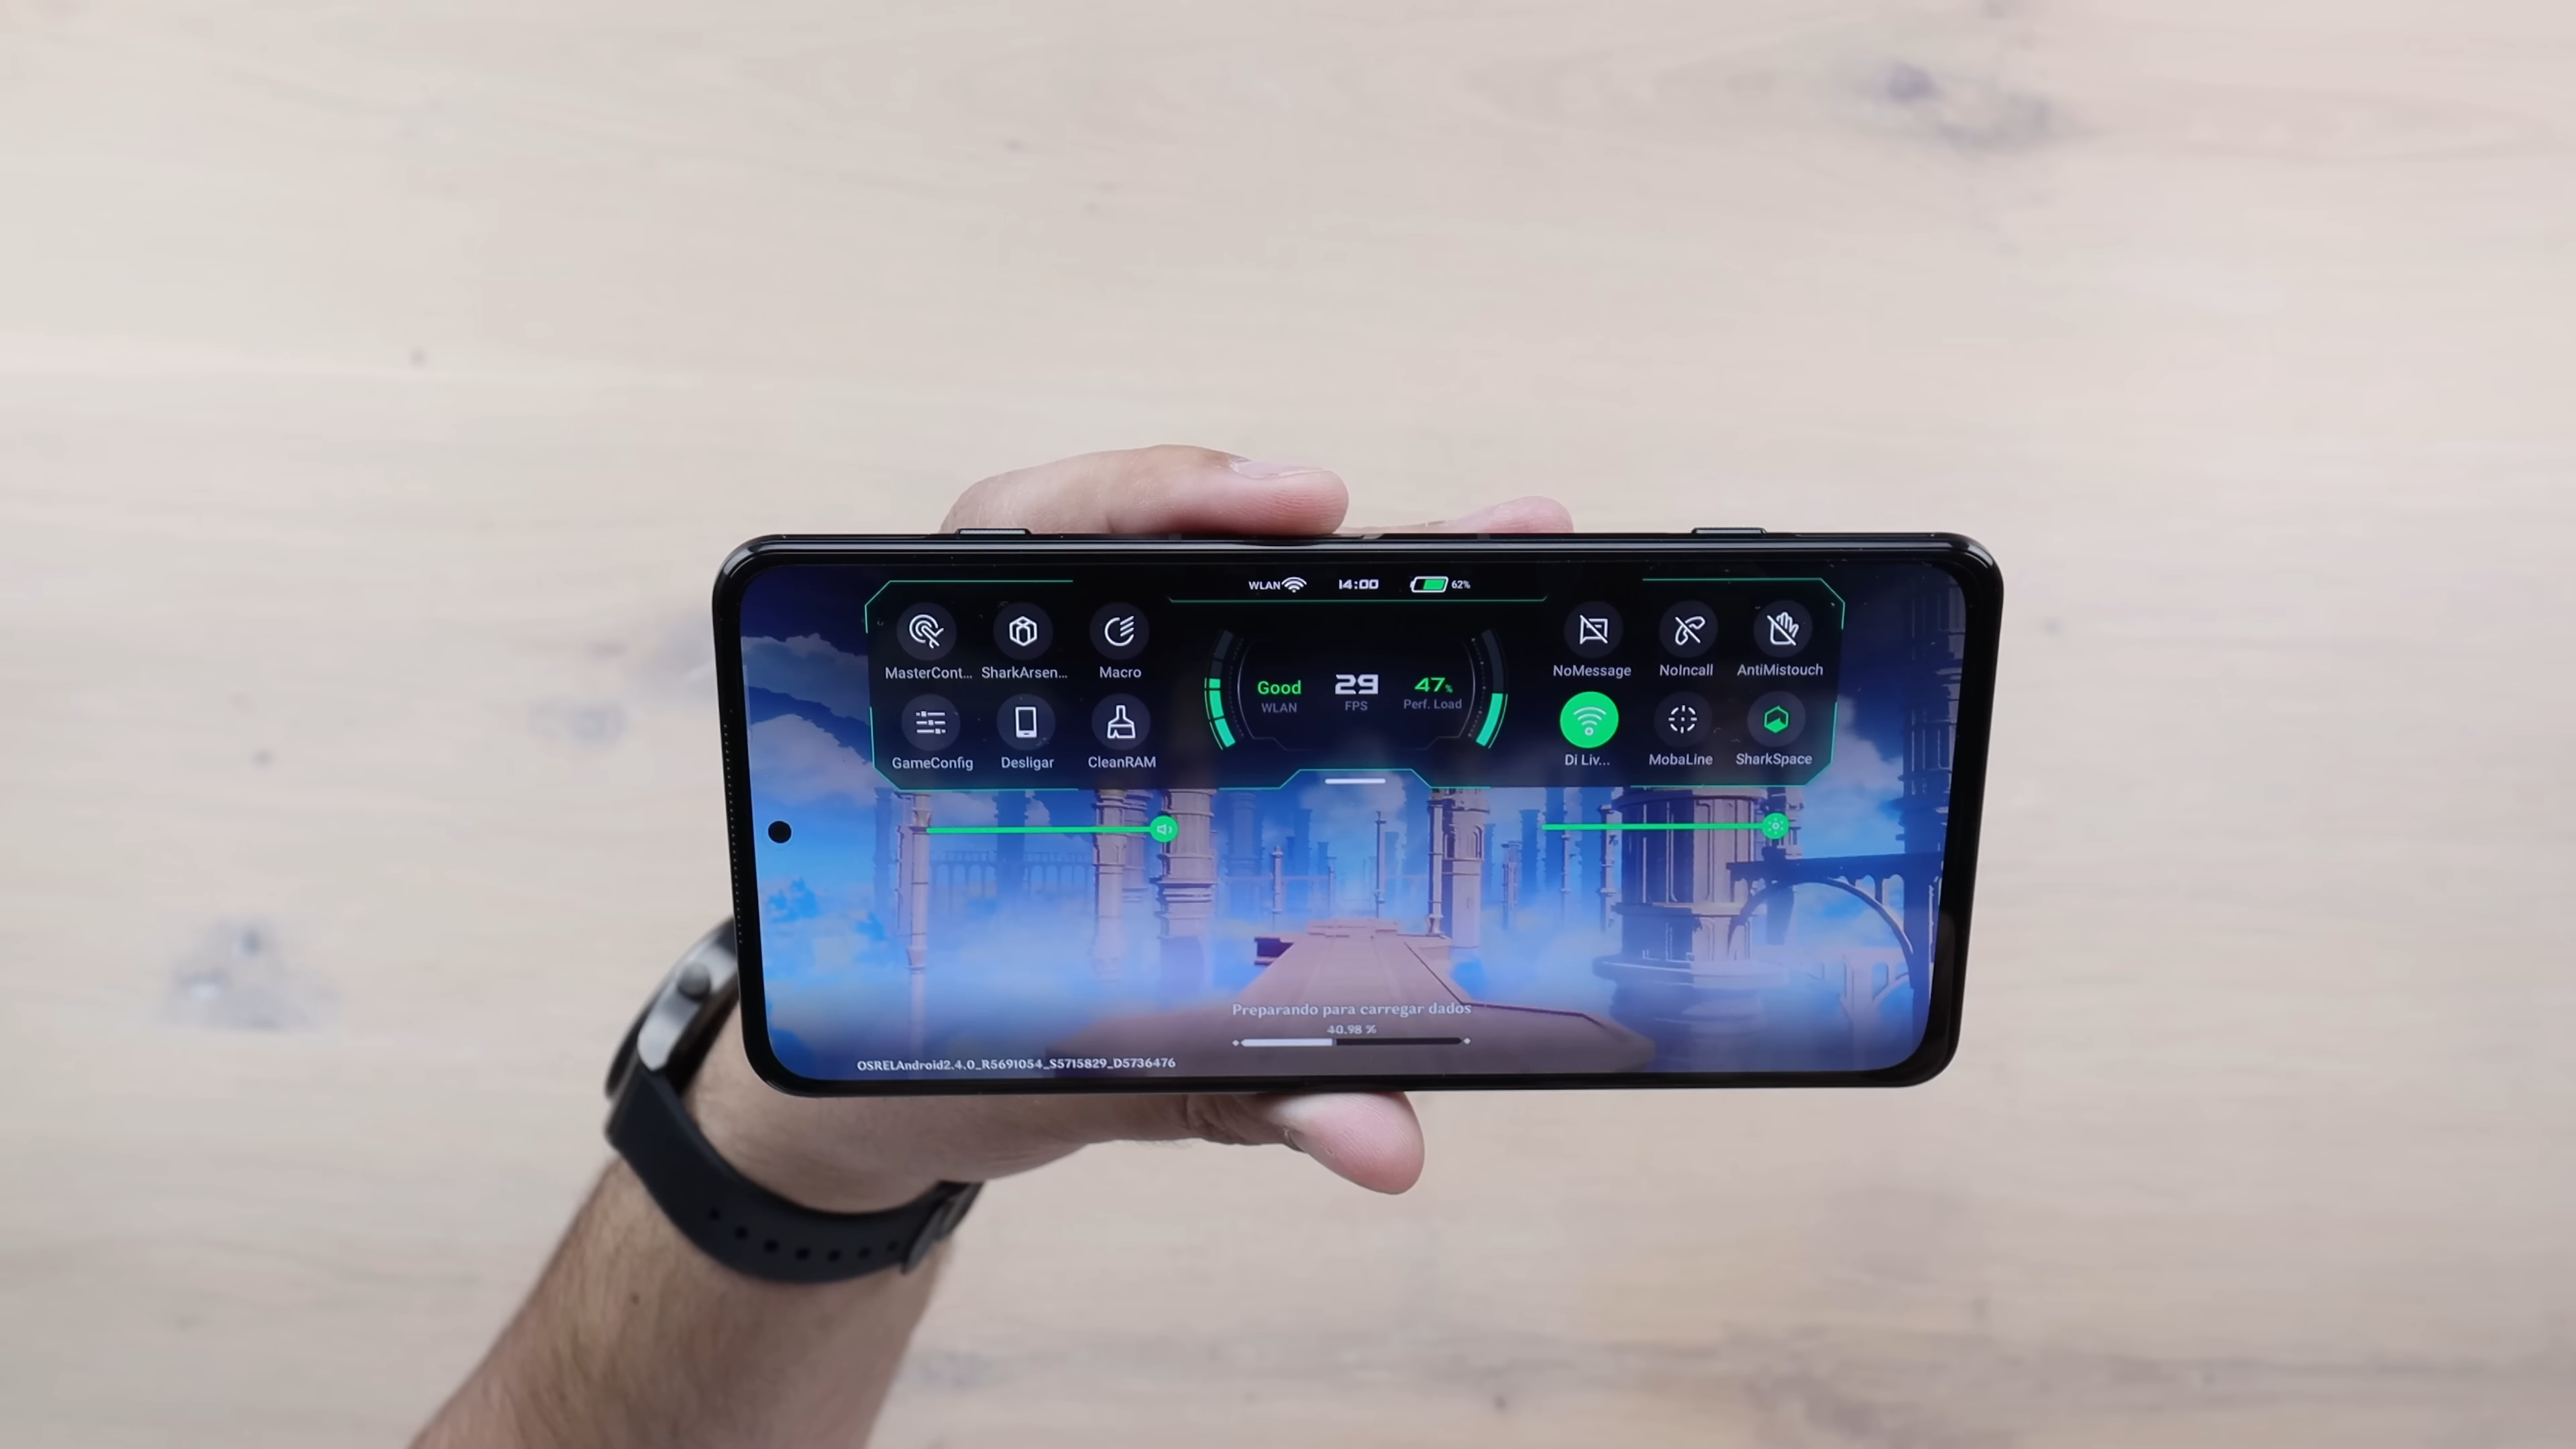 WLAN 14:00 62%
MasterCont... SharkArsen... Macro
GameConfig Desligar CleanRAM
Good 29 47%
WLAN FPS Perf. Load
NoMessage NoIncall AntiMistouch
Di Liv... MobaLine SharkSpace
Preparando para carregar dados
40.98 %
OSRELAndroid2.4.0_R5691054_S5715829_D5736476